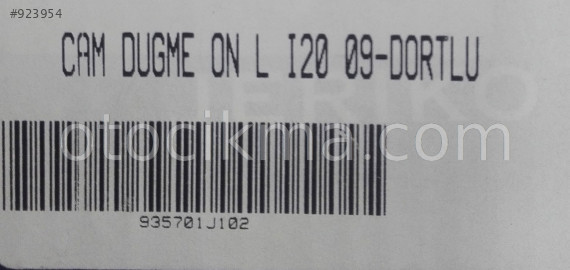 #923954
CAM DUGME ON L I20 09-DORTLU
otocikma.com
935701J102